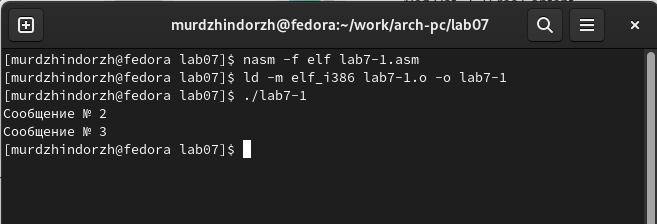 murdzhindorzh@fedora:~/work/arch-pc/lab07
[murdzhindorzh@fedora lab07]$ nasm -f elf lab7-1.asm
[murdzhindorzh@fedora lab07]$ ld -m elf_i386 lab7-1.o -o lab7-1
[murdzhindorzh@fedora lab07]$ ./lab7-1
Сообщение № 2
Сообщение № 3
[murdzhindorzh@fedora lab07]$